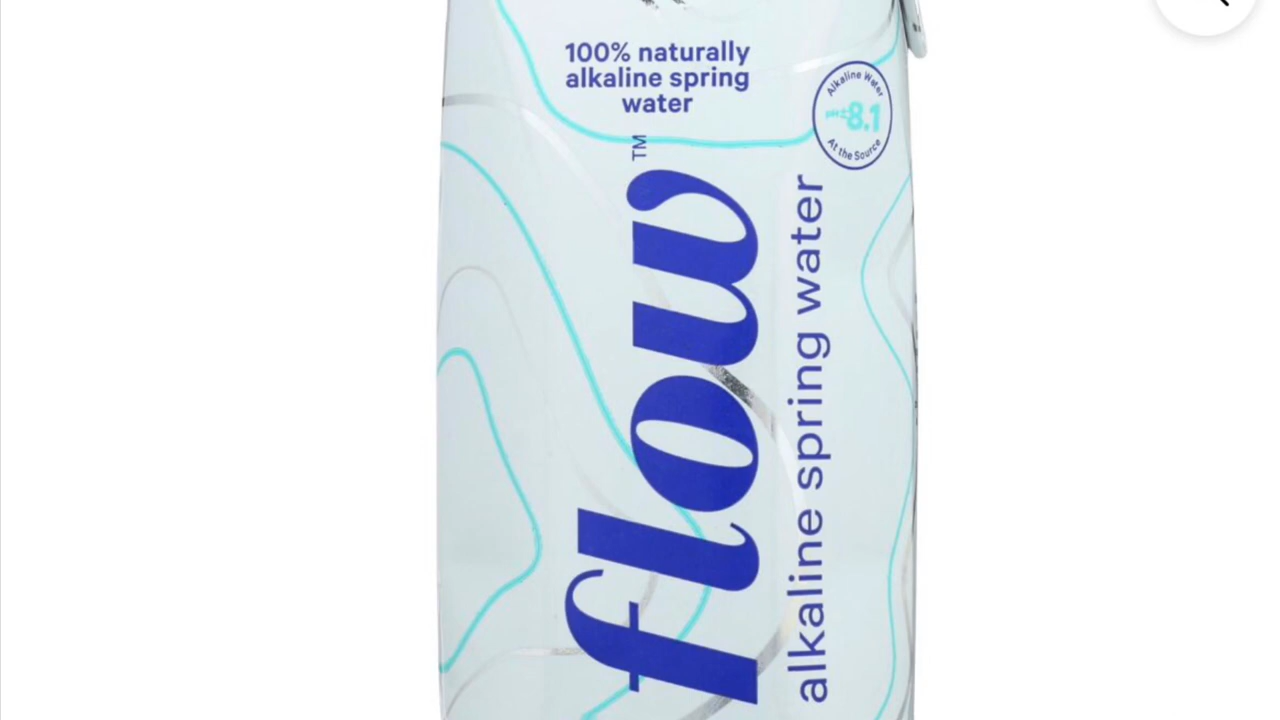 100% naturally
alkaline spring
water
Alkaline Water
pH±8.1
At the Source
flow™
alkaline spring water